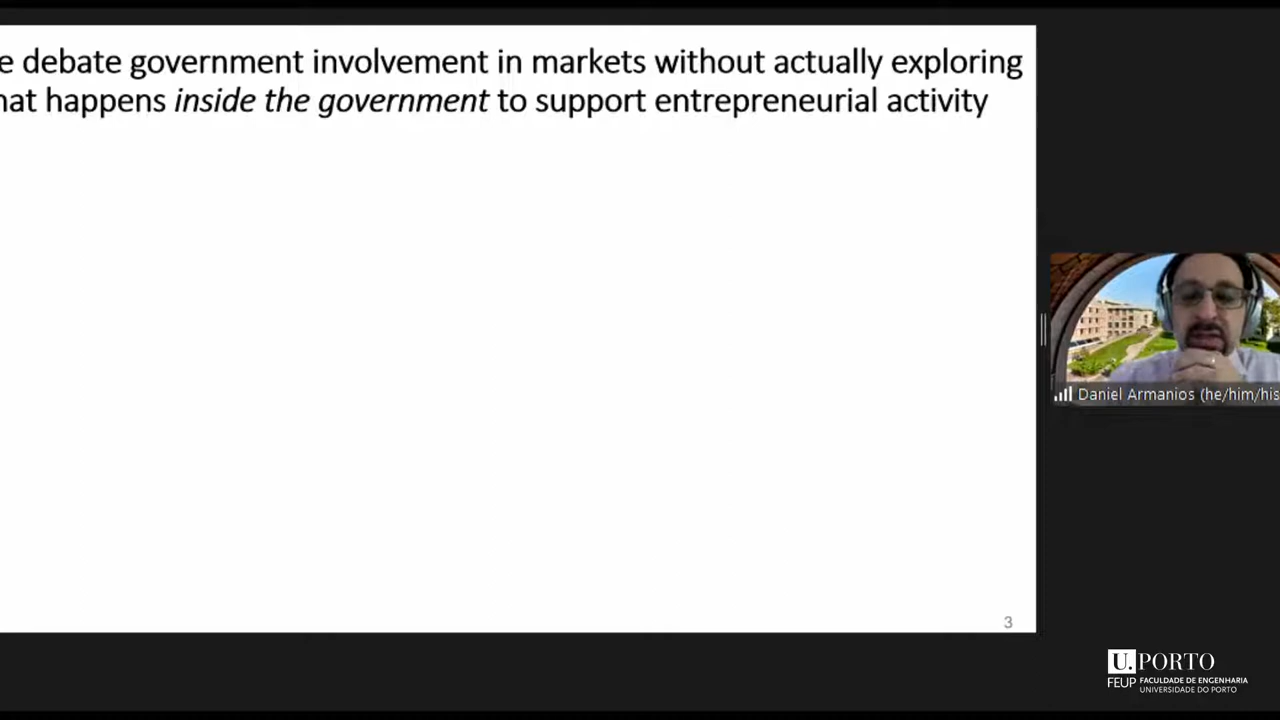 e debate government involvement in markets without actually exploring
hat happens inside the government to support entrepreneurial activity
3
Daniel Armanios (he/him/his
U.PORTO
FEUP FACULDADE DE ENGENHARIA
UNIVERSIDADE DO PORTO